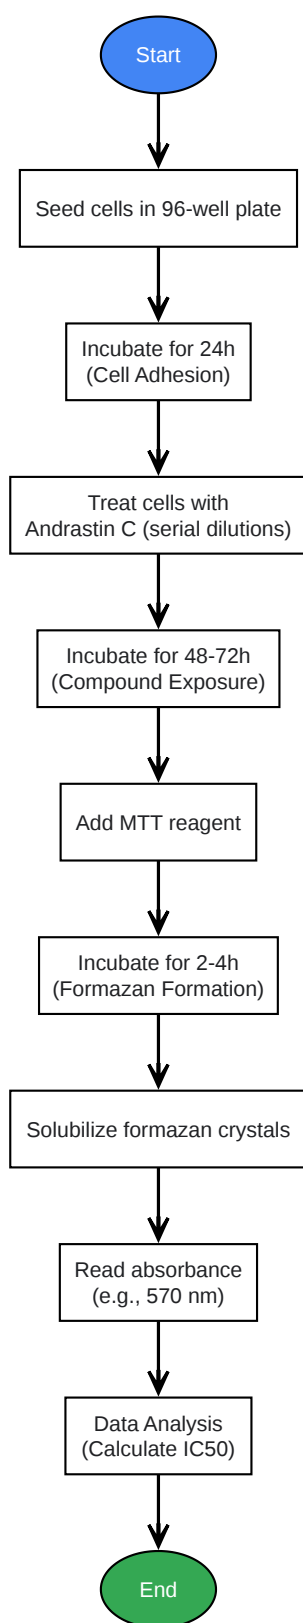 Start
Seed cells in 96-well plate
Incubate for 24h
(Cell Adhesion)
Treat cells with
Andrastin C (serial dilutions)
Incubate for 48-72h
(Compound Exposure)
Add MTT reagent
Incubate for 2-4h
(Formazan Formation)
Solubilize formazan crystals
Read absorbance
(e.g., 570 nm)
Data Analysis
(Calculate IC50)
End